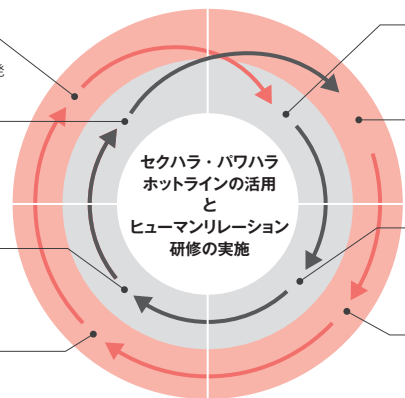 発
セクハラ・パワハラ
ホットラインの活用
と
ヒューマンリレーション
研修の実施